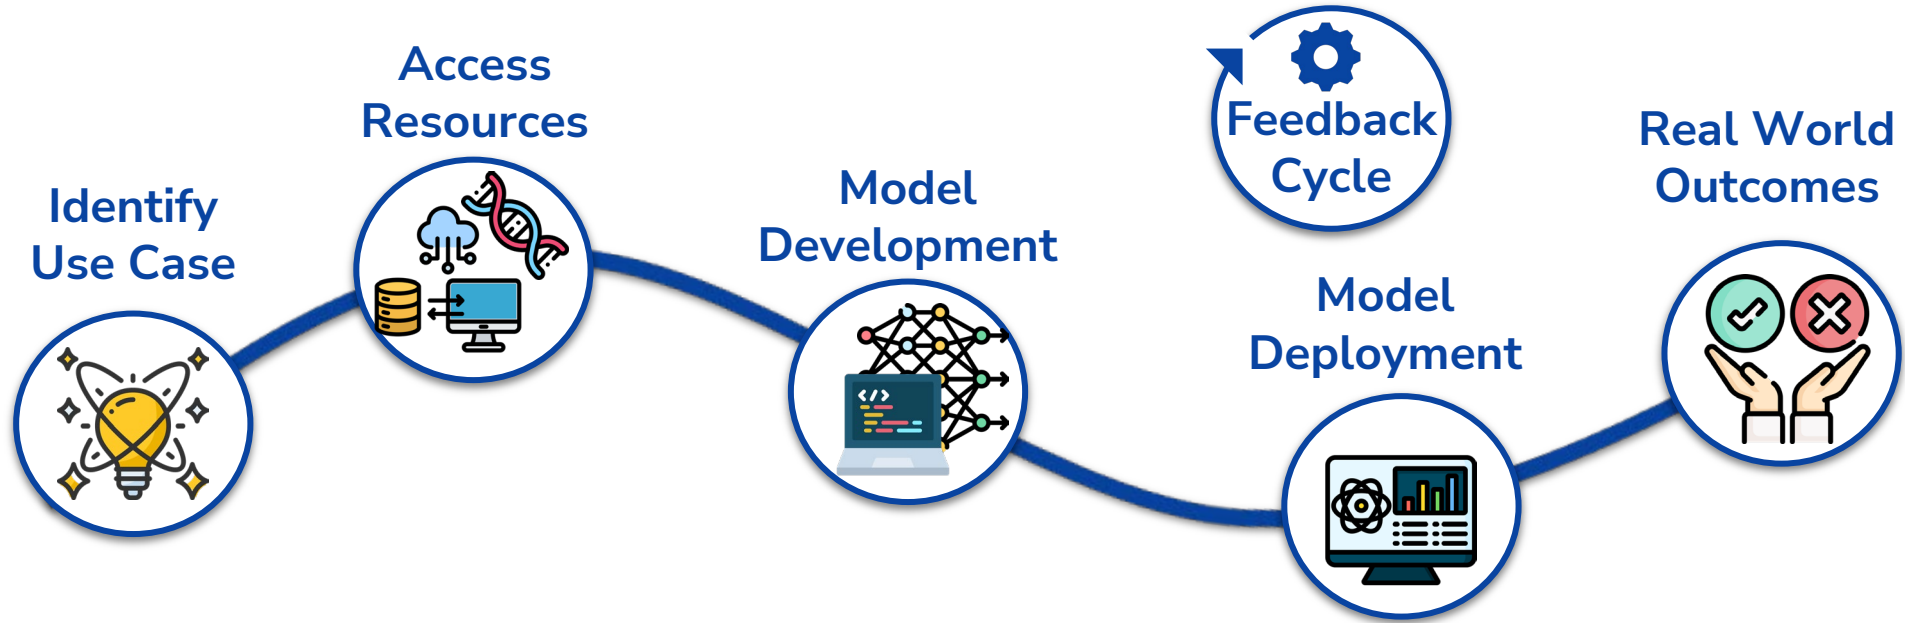 Identify
Use Case
Access
Resources
Model
Development
Feedback
Cycle
Model
Deployment
Real World
Outcomes